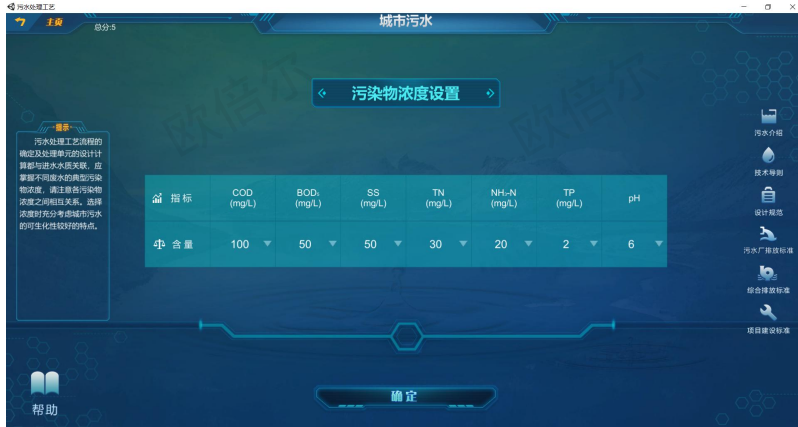 污水处理工艺
主页
总分:5
城市污水
污染物浓度设置
提示
污水处理工艺流程的
确定及处理单元的设计计
算都与进水水质关联，应
掌握不同废水的典型污染
物浓度，请注意各污染物
浓度之间相互关系。选择
浓度时充分考虑城市污水
的可生化性较好的特点。
指标 COD (mg/L) BOD₅ (mg/L) SS (mg/L) TN (mg/L) NH₃-N (mg/L) TP (mg/L) pH
含量 100 50 50 30 20 2 6
污水介绍
技术导则
设计规范
污水厂排放标准
综合排放标准
项目建设标准
欧倍尔
欧倍尔
确定
帮助